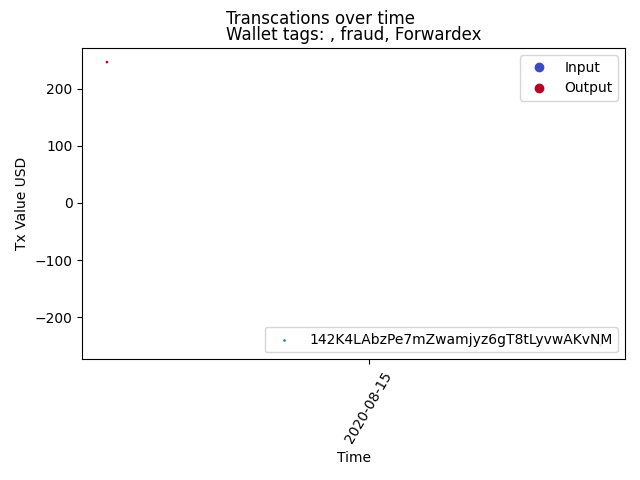 Transcations over time
Wallet tags: , fraud, Forwardex
Input
Output
200
100
0
−100
−200
Tx Value USD
142K4LAbzPe7mZwamjyz6gT8tLyvwAKvNM
2020-08-15
Time